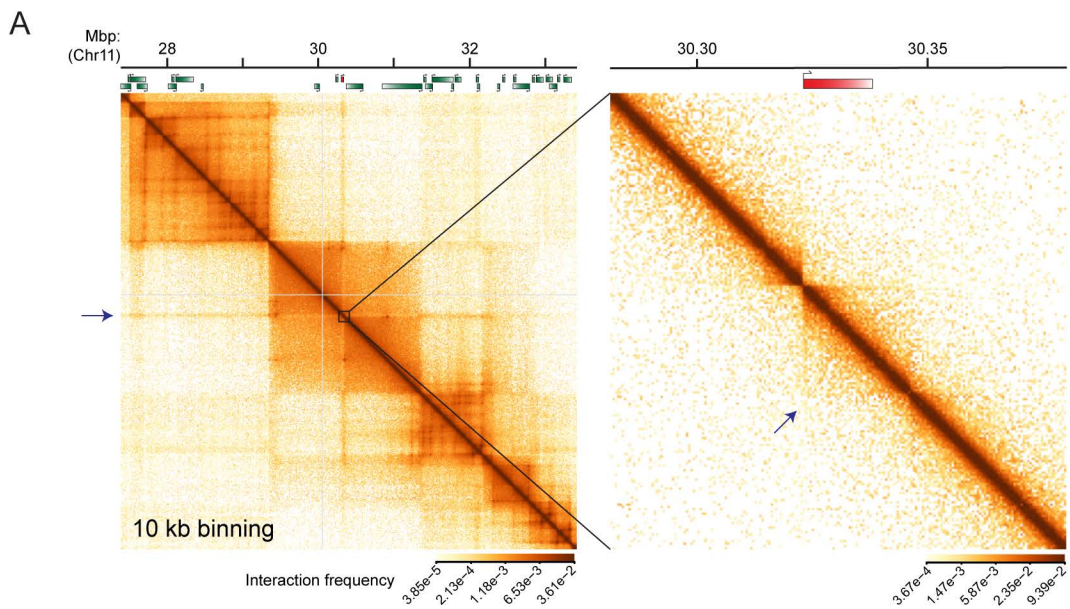 A
Mbp:
(Chr11)
28 30 32
30.30 30.35
10 kb binning
Interaction frequency
3.85e−5 2.13e−4 1.18e−3 6.53e−3 3.61e−2
3.67e−4 1.47e−3 5.87e−3 2.35e−2 9.39e−2